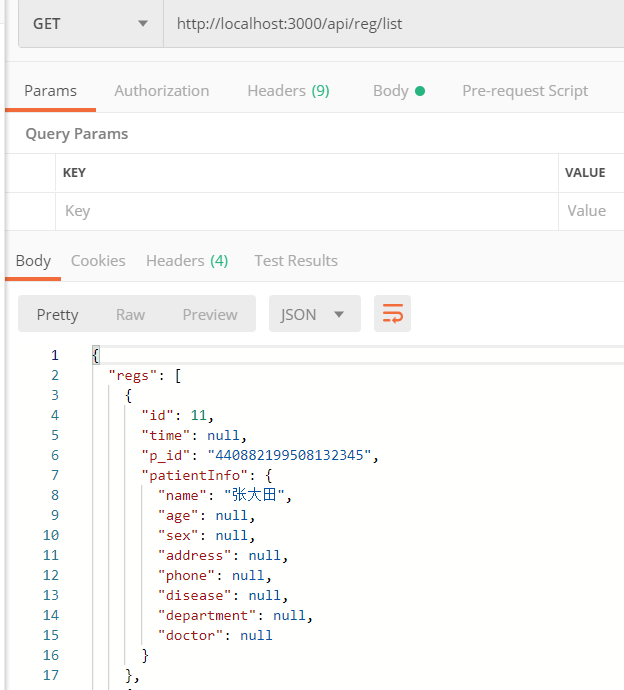 GET http://localhost:3000/api/reg/list
Params Authorization Headers (9) Body Pre-request Script
Query Params
KEY VALUE
Key Value
Body Cookies Headers (4) Test Results
Pretty Raw Preview JSON
1 {
2 "regs": [
3 {
4 "id": 11,
5 "time": null,
6 "p_id": "440882199508132345",
7 "patientInfo": {
8 "name": "张大田",
9 "age": null,
10 "sex": null,
11 "address": null,
12 "phone": null,
13 "disease": null,
14 "department": null,
15 "doctor": null
16 }
17 },